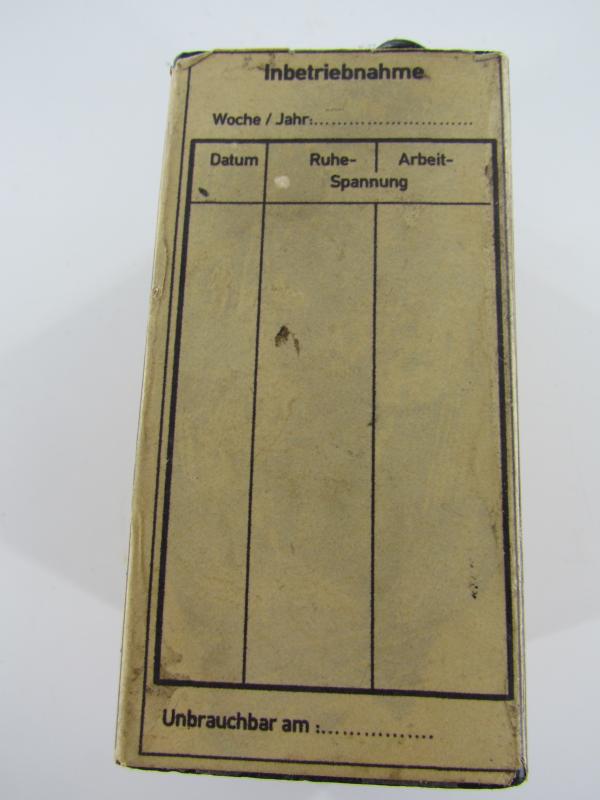 Inbetriebnahme
Woche / Jahr:..............................
Datum Ruhe- Arbeit-
Spannung
Unbrauchbar am :.................